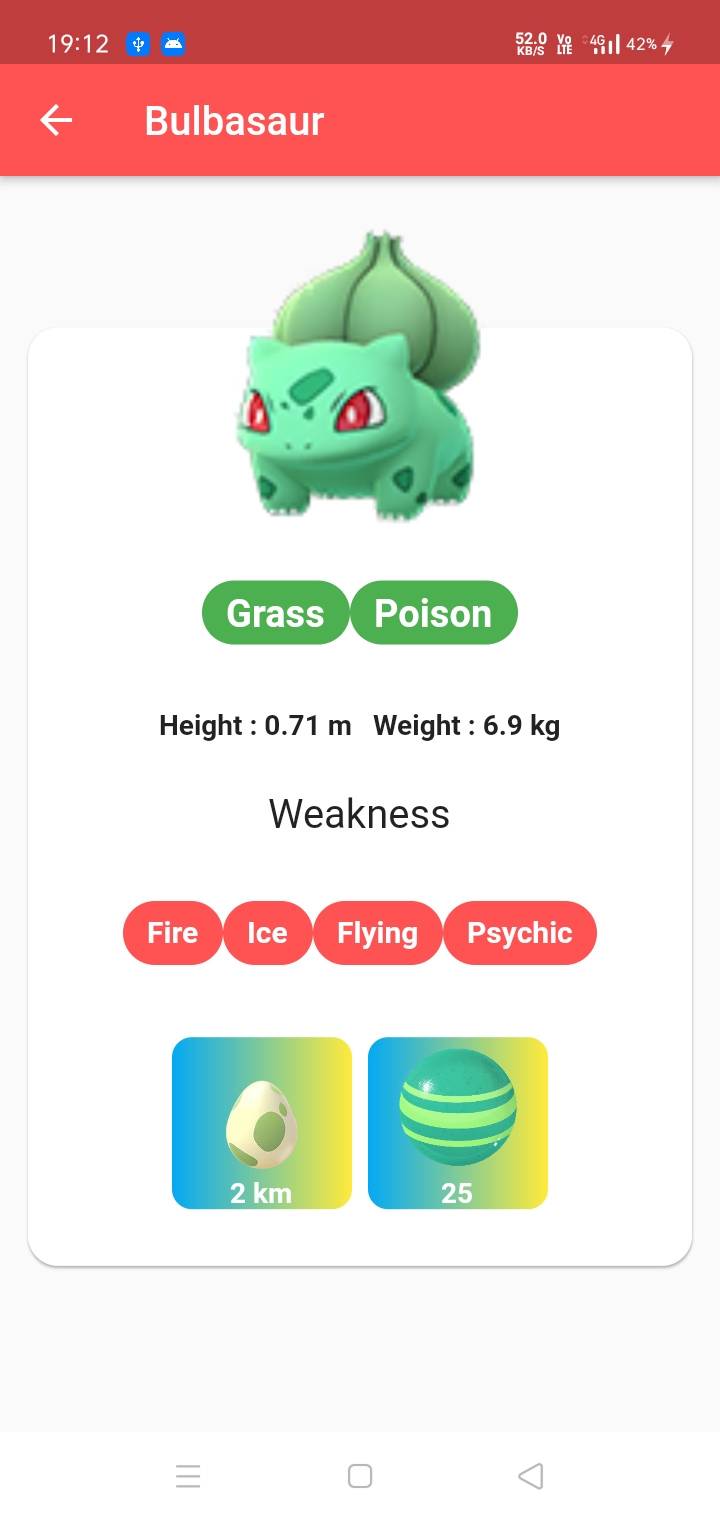 19:12 52.0 KB/S Vo LTE 4G 42%
Bulbasaur
Grass Poison
Height : 0.71 m Weight : 6.9 kg
Weakness
Fire Ice Flying Psychic
2 km 25